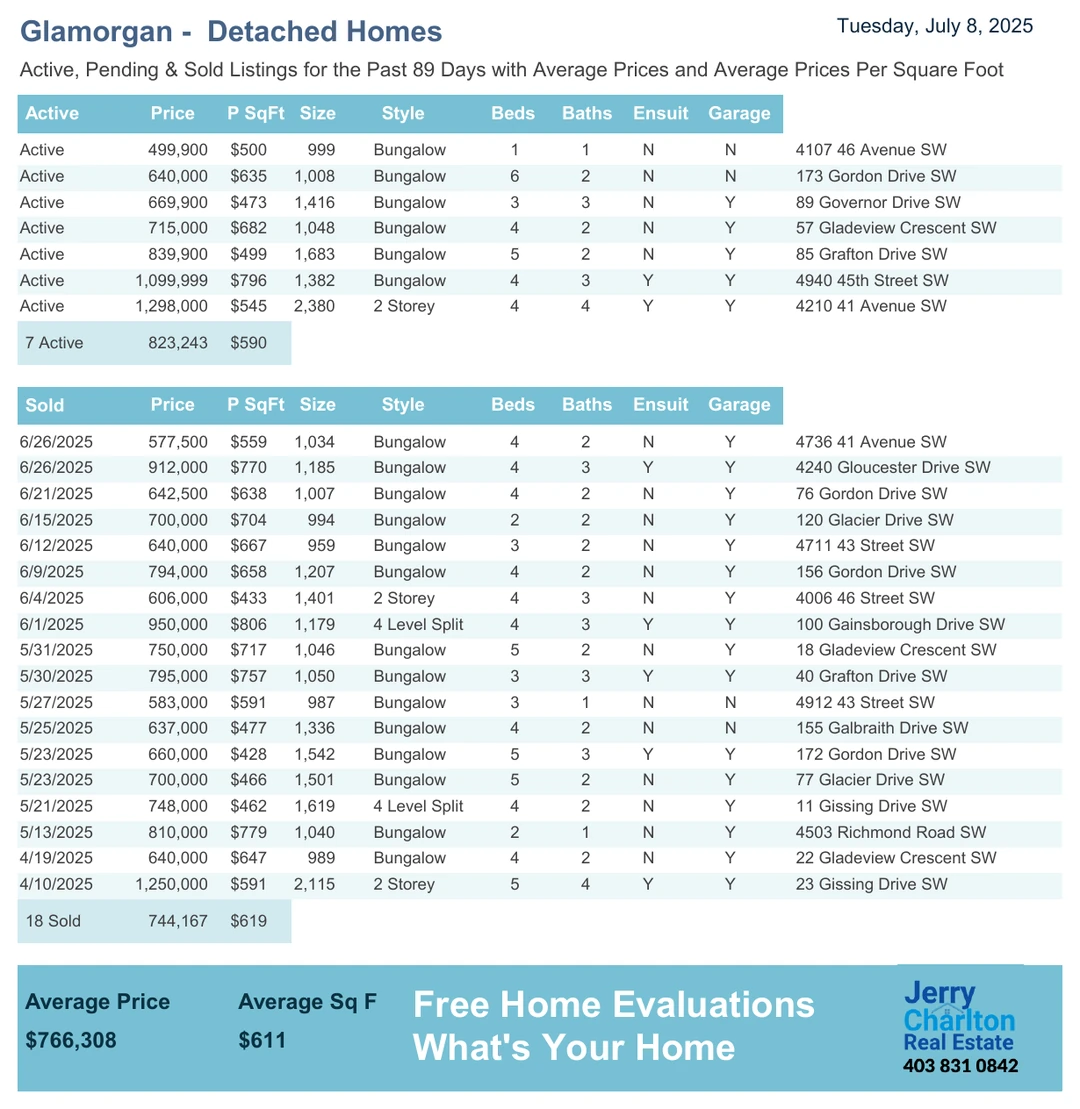 Glamorgan -  Detached Homes Tuesday, July 8, 2025
Active, Pending & Sold Listings for the Past 89 Days with Average Prices and Average Prices Per Square Foot
Active Price P SqFt Size Style Beds Baths Ensuit Garage
Active 499,900 $500 999 Bungalow 1 1 N N 4107 46 Avenue SW
Active 640,000 $635 1,008 Bungalow 6 2 N N 173 Gordon Drive SW
Active 669,900 $473 1,416 Bungalow 3 3 N Y 89 Governor Drive SW
Active 715,000 $682 1,048 Bungalow 4 2 N Y 57 Gladeview Crescent SW
Active 839,900 $499 1,683 Bungalow 5 2 N Y 85 Grafton Drive SW
Active 1,099,999 $796 1,382 Bungalow 4 3 Y Y 4940 45th Street SW
Active 1,298,000 $545 2,380 2 Storey 4 4 Y Y 4210 41 Avenue SW
7 Active 823,243 $590
Sold Price P SqFt Size Style Beds Baths Ensuit Garage
6/26/2025 577,500 $559 1,034 Bungalow 4 2 N Y 4736 41 Avenue SW
6/26/2025 912,000 $770 1,185 Bungalow 4 3 Y Y 4240 Gloucester Drive SW
6/21/2025 642,500 $638 1,007 Bungalow 4 2 N Y 76 Gordon Drive SW
6/15/2025 700,000 $704 994 Bungalow 2 2 N Y 120 Glacier Drive SW
6/12/2025 640,000 $667 959 Bungalow 3 2 N Y 4711 43 Street SW
6/9/2025 794,000 $658 1,207 Bungalow 4 2 N Y 156 Gordon Drive SW
6/4/2025 606,000 $433 1,401 2 Storey 4 3 N Y 4006 46 Street SW
6/1/2025 950,000 $806 1,179 4 Level Split 4 3 Y Y 100 Gainsborough Drive SW
5/31/2025 750,000 $717 1,046 Bungalow 5 2 N Y 18 Gladeview Crescent SW
5/30/2025 795,000 $757 1,050 Bungalow 3 3 Y Y 40 Grafton Drive SW
5/27/2025 583,000 $591 987 Bungalow 3 1 N N 4912 43 Street SW
5/25/2025 637,000 $477 1,336 Bungalow 4 2 N N 155 Galbraith Drive SW
5/23/2025 660,000 $428 1,542 Bungalow 5 3 Y Y 172 Gordon Drive SW
5/23/2025 700,000 $466 1,501 Bungalow 5 2 N Y 77 Glacier Drive SW
5/21/2025 748,000 $462 1,619 4 Level Split 4 2 N Y 11 Gissing Drive SW
5/13/2025 810,000 $779 1,040 Bungalow 2 1 N Y 4503 Richmond Road SW
4/19/2025 640,000 $647 989 Bungalow 4 2 N Y 22 Gladeview Crescent SW
4/10/2025 1,250,000 $591 2,115 2 Storey 5 4 Y Y 23 Gissing Drive SW
18 Sold 744,167 $619
Average Price Average Sq F
$766,308 $611
Free Home Evaluations
What's Your Home
Jerry
Charlton
Real Estate
403 831 0842